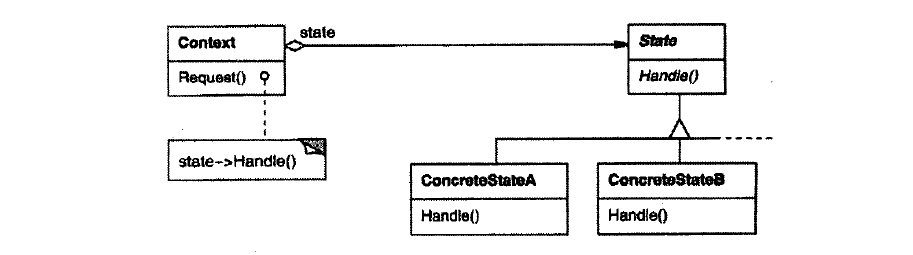 Context
state
State
Request()
Handle()
state->Handle()
ConcreteStateA
ConcreteStateB
Handle()
Handle()